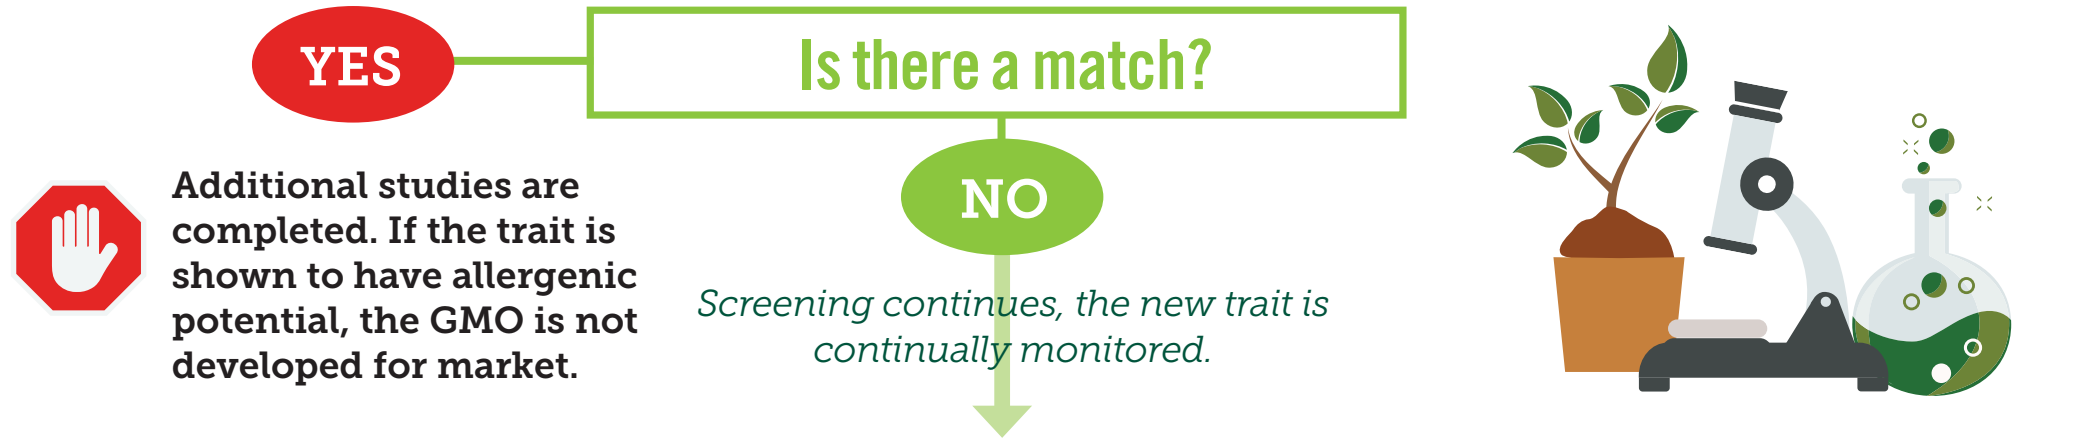 Is there a match?
YES
Additional studies are
completed. If the trait is
shown to have allergenic
potential, the GMO is not
developed for market.
NO
Screening continues, the new trait is
continually monitored.